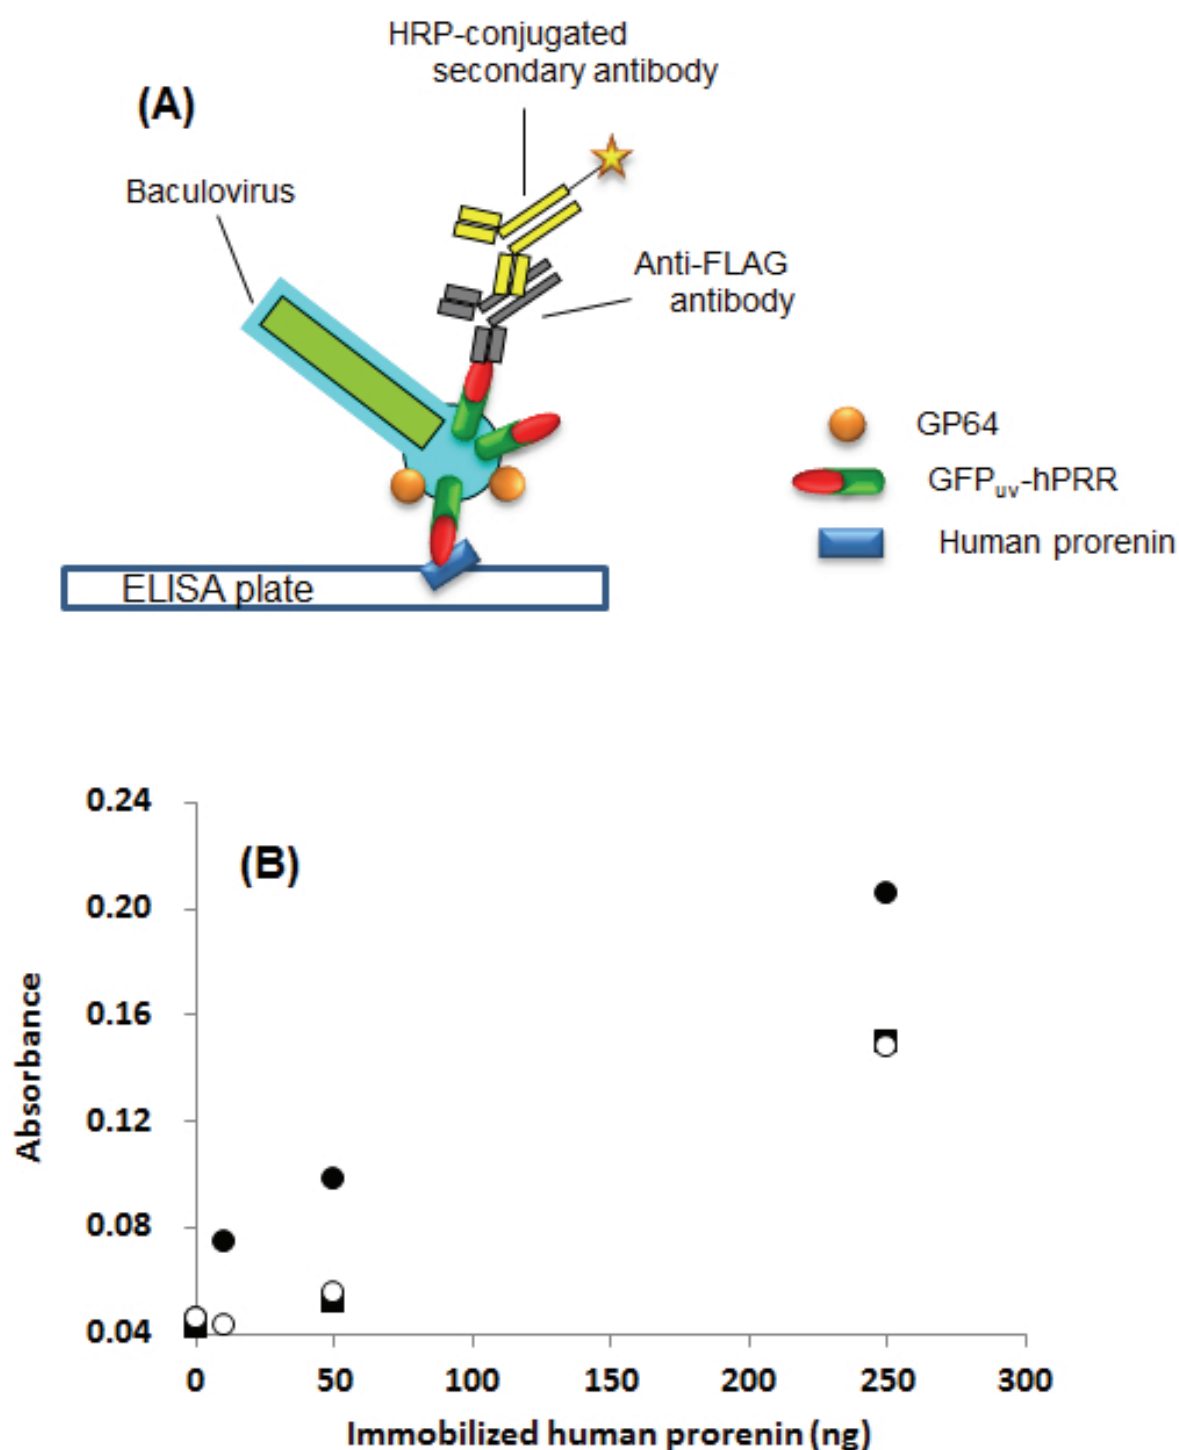 HRP-conjugated
secondary antibody
(A)
Baculovirus
Anti-FLAG
antibody
GP64
GFPuv-hPRR
Human prorenin
ELISA plate
0.24
(B)
0.20
0.16
0.12
0.08
0.04
Absorbance
0 50 100 150 200 250 300
Immobilized human prorenin (ng)